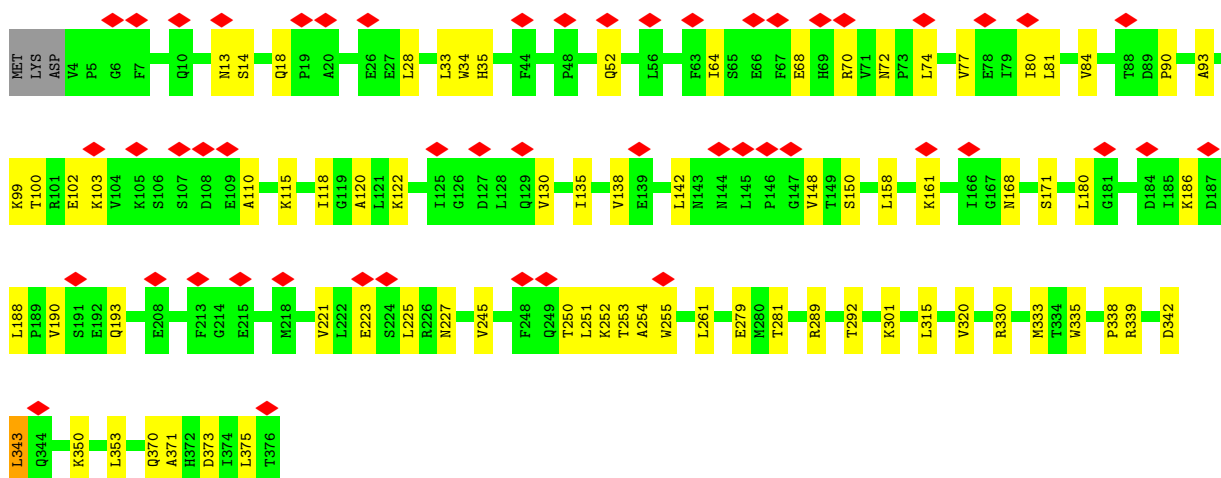 MET LYS ASP V4 P5 G6 F7 Q10 N13 S14 Q18 P19 A20 E26 E27 L28 L33 W34 H35 F44 P48 Q52 L56 F63 I64 S65 E66 F67 E68 H69 R70 V71 N72 P73 L74 V77 E78 I79 I80 L81 V84 T88 D89 P90 A93
K99 T100 R101 E102 K103 V104 K105 S106 S107 D108 E109 A110 K115 I118 G119 A120 L121 K122 I125 G126 D127 L128 Q129 V130 I135 V138 E139 L142 N143 N144 L145 P146 G147 V148 T149 S150 L158 K161 I166 G167 N168 S171 L180 G181 D184 I185 K186 D187
L188 P189 V190 S191 E192 Q193 E208 F213 G214 E215 M218 V221 L222 E223 S224 L225 R226 N227 V245 F248 Q249 T250 L251 K252 T253 A254 W255 L261 E279 M280 T281 R289 T292 K301 L315 V320 R330 M333 T334 W335 P338 R339 D342
L343 Q344 K350 L353 Q370 A371 H372 D373 I374 L375 T376